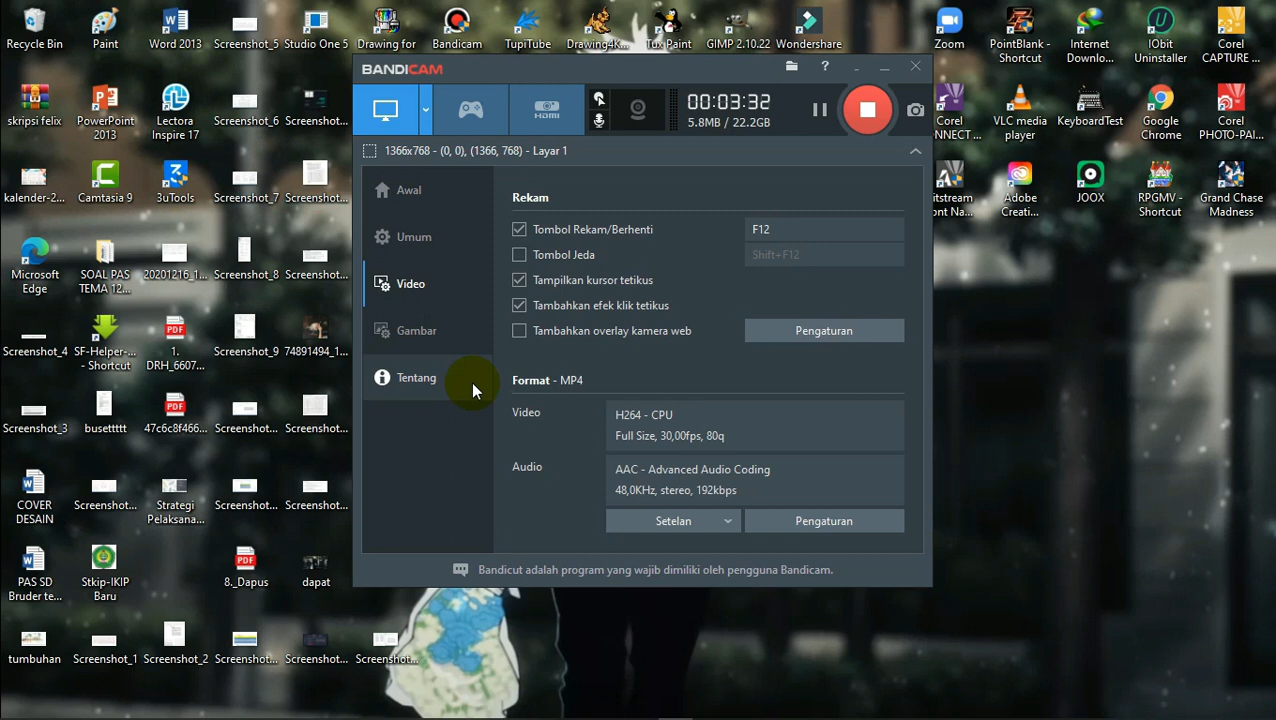 Recycle Bin
Paint
Word 2013
Screenshot_5
Studio One 5
Drawing for
Bandicam
TupiTube
Drawing4K...
Tux Paint
GIMP 2.10.22
Wondershare
Zoom
PointBlank -
Shortcut
Internet
Downlo...
IObit
Uninstaller
Corel
CAPTURE ...
BANDICAM
?
00:03:32
5.8MB / 22.2GB
HDMI
skripsi felix
PowerPoint
2013
Lectora
Inspire 17
Screenshot_6
Screenshot...
Corel
CONNECT ...
VLC media
player
KeyboardTest
Google
Chrome
Corel
PHOTO-PAI...
1366x768 - (0, 0), (1366, 768) - Layar 1
kalender-2...
Camtasia 9
3uTools
Screenshot_7
Screenshot...
Bitstream
Font Na...
Adobe
Creati...
JOOX
RPGMV -
Shortcut
Grand Chase
Madness
Awal
Umum
Video
Gambar
Tentang
Rekam
Tombol Rekam/Berhenti
F12
Tombol Jeda
Shift+F12
Tampilkan kursor tetikus
Tambahkan efek klik tetikus
Tambahkan overlay kamera web
Pengaturan
Format - MP4
Video
H264 - CPU
Full Size, 30,00fps, 80q
Audio
AAC - Advanced Audio Coding
48,0KHz, stereo, 192kbps
Setelan
Pengaturan
Bandicut adalah program yang wajib dimiliki oleh pengguna Bandicam.
Microsoft
Edge
SOAL PAS
TEMA 12...
20201216_1...
Screenshot_8
Screenshot...
Screenshot_4
SF-Helper-...
- Shortcut
1.
DRH_6607...
Screenshot_9
74891494_1...
Screenshot_3
busettttt
47c6c8f466...
Screenshot...
Screenshot...
COVER
DESAIN
Screenshot...
Strategi
Pelaksana...
Screenshot...
Screenshot...
PAS SD
Bruder te...
Stkip-IKIP
Baru
8._Dapus
dapat
tumbuhan
Screenshot_1
Screenshot_2
Screenshot...
Screenshot...
Screenshot...